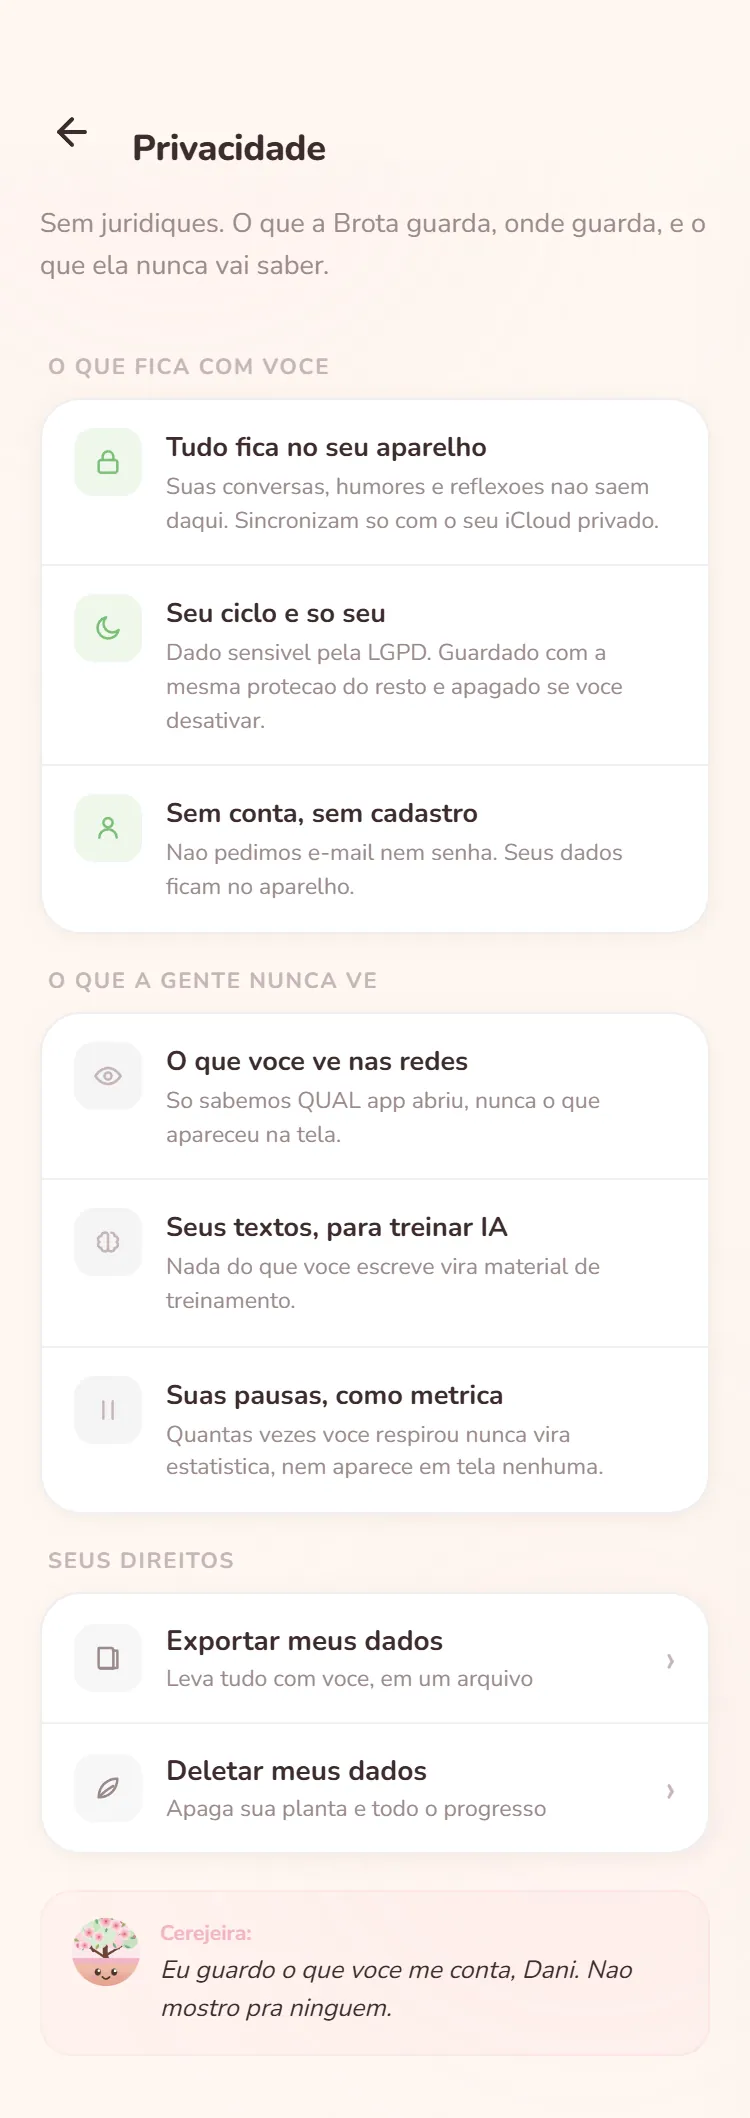 Privacidade
Sem juridiques. O que a Brota guarda, onde guarda, e o
que ela nunca vai saber.
O QUE FICA COM VOCE
Tudo fica no seu aparelho
Suas conversas, humores e reflexoes nao saem
daqui. Sincronizam so com o seu iCloud privado.
Seu ciclo e so seu
Dado sensivel pela LGPD. Guardado com a
mesma protecao do resto e apagado se voce
desativar.
Sem conta, sem cadastro
Nao pedimos e-mail nem senha. Seus dados
ficam no aparelho.
O QUE A GENTE NUNCA VE
O que voce ve nas redes
So sabemos QUAL app abriu, nunca o que
apareceu na tela.
Seus textos, para treinar IA
Nada do que voce escreve vira material de
treinamento.
Suas pausas, como metrica
Quantas vezes voce respirou nunca vira
estatistica, nem aparece em tela nenhuma.
SEUS DIREITOS
Exportar meus dados
Leva tudo com voce, em um arquivo
Deletar meus dados
Apaga sua planta e todo o progresso
Cerejeira:
Eu guardo o que voce me conta, Dani. Nao
mostro pra ninguem.